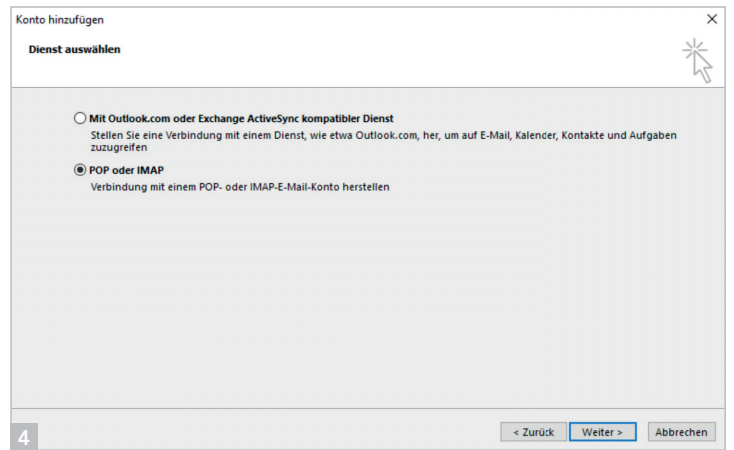 Konto hinzufügen
Dienst auswählen
Mit Outlook.com oder Exchange ActiveSync kompatibler Dienst
Stellen Sie eine Verbindung mit einem Dienst, wie etwa Outlook.com, her, um auf E-Mail, Kalender, Kontakte und Aufgaben
zuzugreifen
POP oder IMAP
Verbindung mit einem POP- oder IMAP-E-Mail-Konto herstellen
< Zurück Weiter > Abbrechen
4